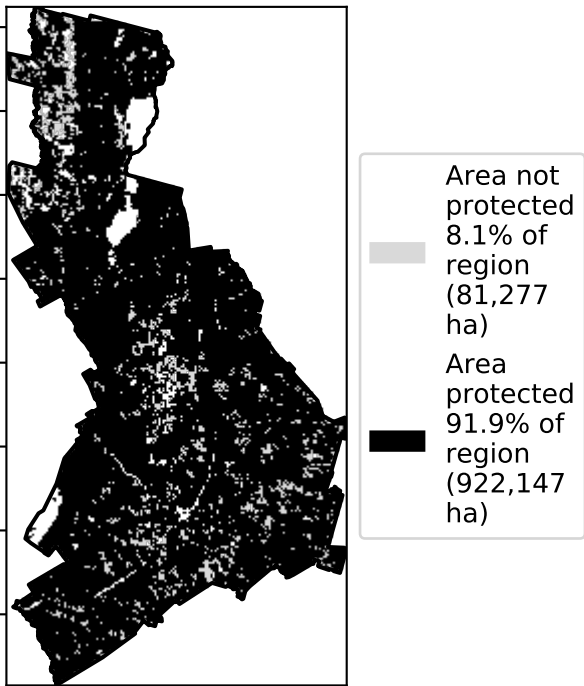 Area not
protected
8.1% of
region
(81,277
ha)
Area
protected
91.9% of
region
(922,147
ha)